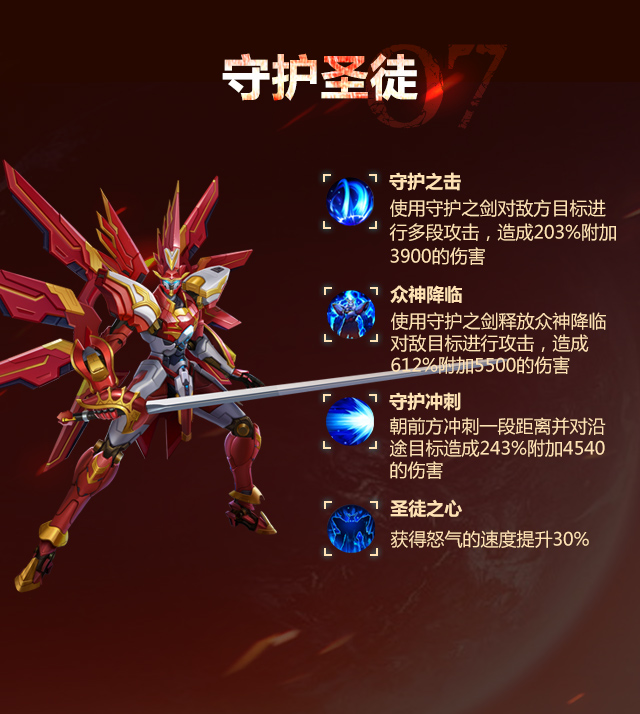 守护圣徒
07
守护之击
使用守护之剑对敌方目标进
行多段攻击，造成203%附加
3900的伤害
众神降临
使用守护之剑释放众神降临
对敌目标进行攻击，造成
612%附加5500的伤害
守护冲刺
朝前方冲刺一段距离并对沿
途目标造成243%附加4540
的伤害
圣徒之心
获得怒气的速度提升30%